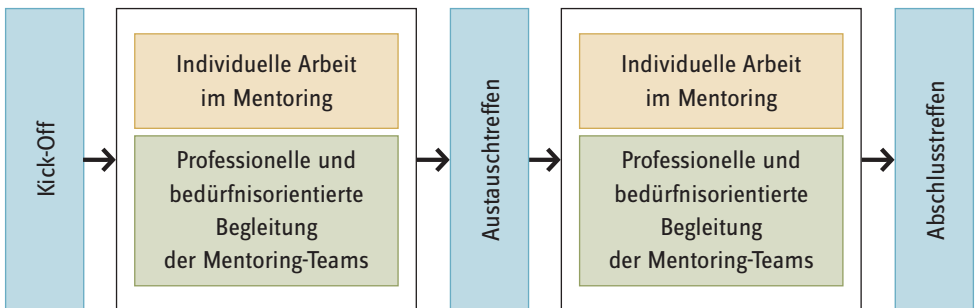 Kick-Off
Individuelle Arbeit
im Mentoring
Professionelle und
bedürfnisorientierte
Begleitung
der Mentoring-Teams
Austauschtreffen
Individuelle Arbeit
im Mentoring
Professionelle und
bedürfnisorientierte
Begleitung
der Mentoring-Teams
Abschlusstreffen